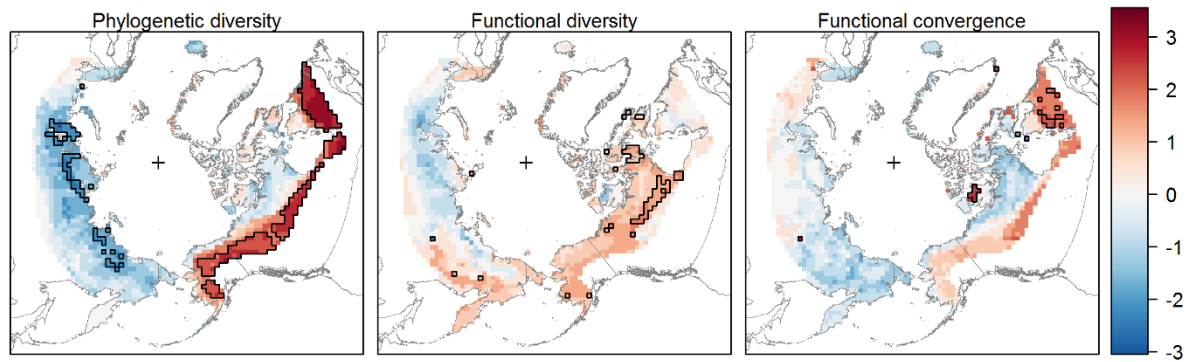 Phylogenetic diversity
Functional diversity
Functional convergence
3
2
1
0
-1
-2
-3